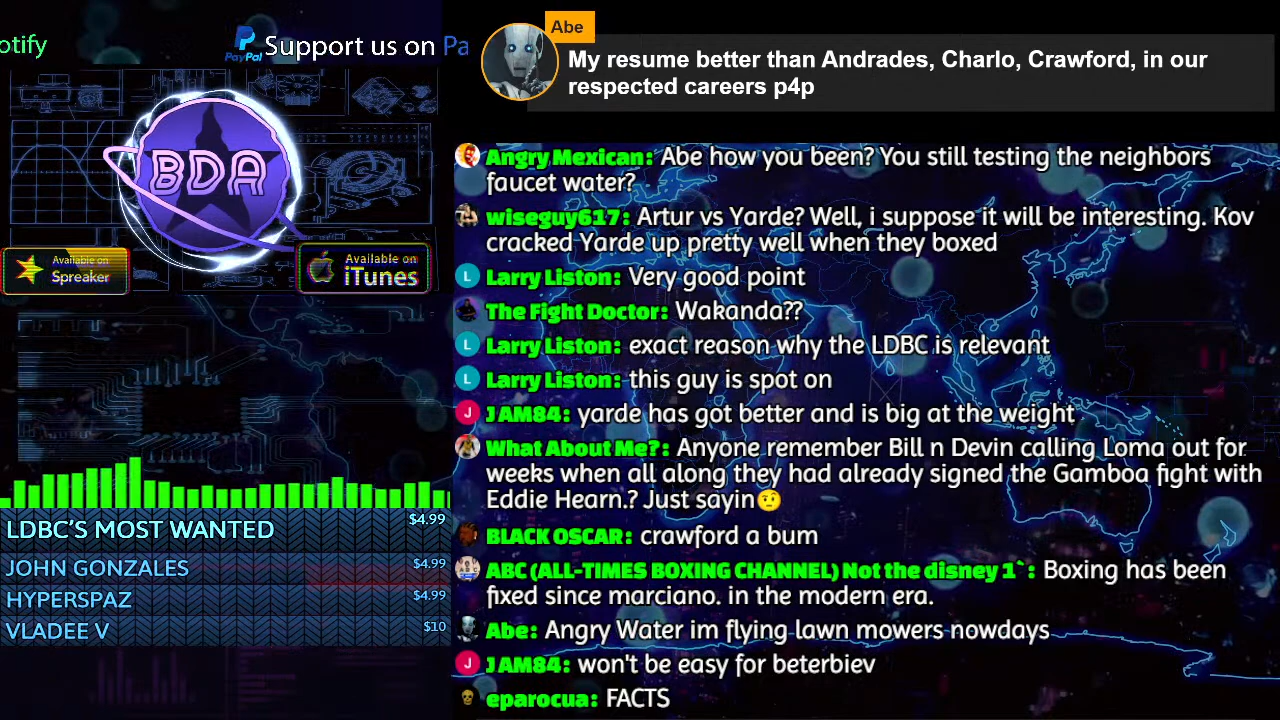 otify
PayPal Support us on Pa
BDA
Available on
Spreaker
Available on
iTunes
LDBC'S MOST WANTED $4.99
JOHN GONZALES $4.99
HYPERSPAZ $4.99
VLADEE V $10
Abe
My resume better than Andrades, Charlo, Crawford, in our
respected careers p4p
Angry Mexican: Abe how you been? You still testing the neighbors
faucet water?
wiseguy617: Artur vs Yarde? Well, i suppose it will be interesting. Kov
cracked Yarde up pretty well when they boxed
L Larry Liston: Very good point
The Fight Doctor: Wakanda??
L Larry Liston: exact reason why the LDBC is relevant
L Larry Liston: this guy is spot on
J J AM84: yarde has got better and is big at the weight
What About Me?: Anyone remember Bill n Devin calling Loma out for
weeks when all along they had already signed the Gamboa fight with
Eddie Hearn.? Just sayin🤨
BLACK OSCAR: crawford a bum
ABC (ALL-TIMES BOXING CHANNEL) Not the disney 1`: Boxing has been
fixed since marciano. in the modern era.
Abe: Angry Water im flying lawn mowers nowdays
J J AM84: won't be easy for beterbiev
eparocua: FACTS